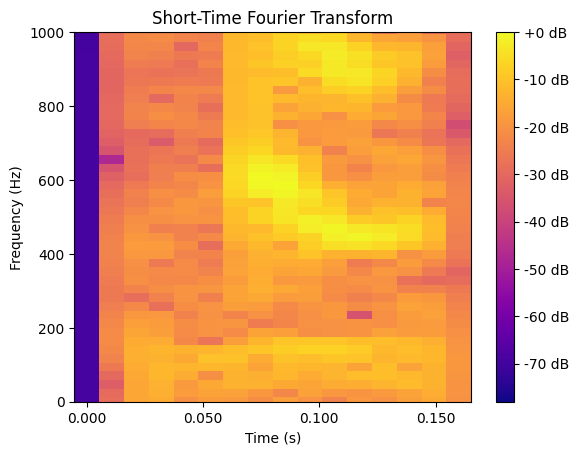 Short-Time Fourier Transform
Frequency (Hz)
1000
800
600
400
200
0
0.000
0.050
0.100
0.150
Time (s)
+0 dB
-10 dB
-20 dB
-30 dB
-40 dB
-50 dB
-60 dB
-70 dB